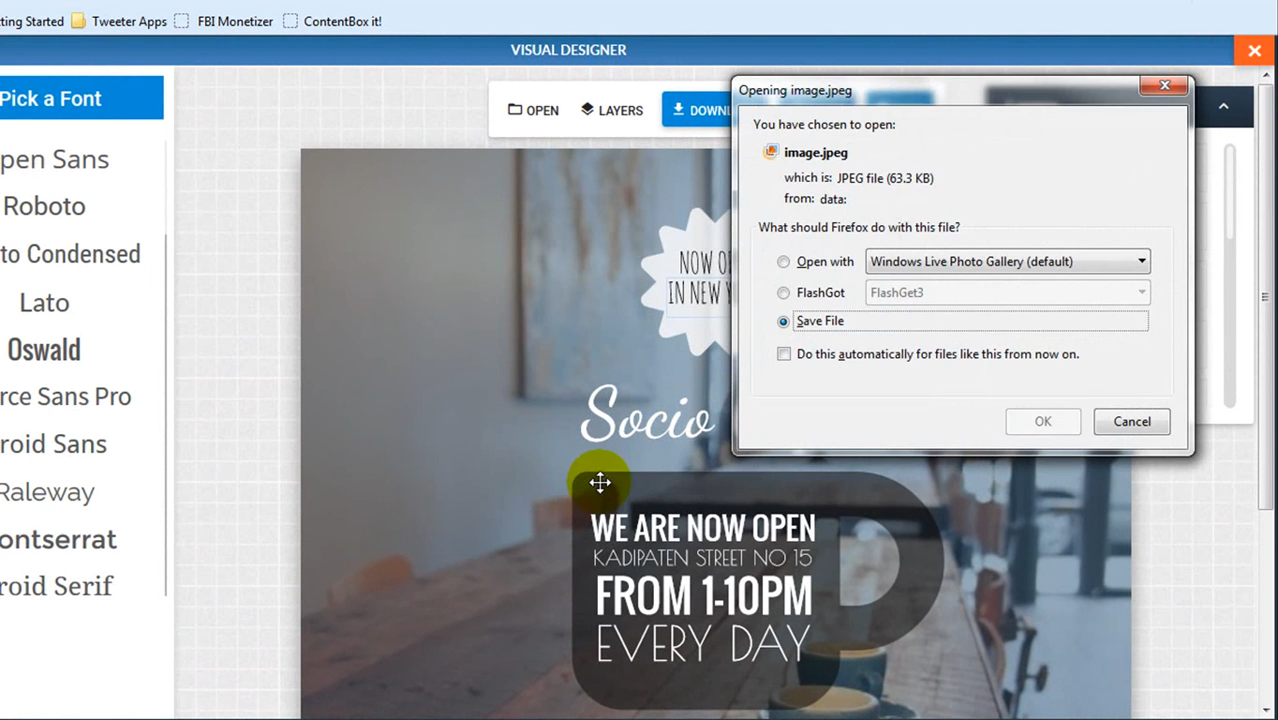 ting Started Tweeter Apps FBI Monetizer ContentBox it!
VISUAL DESIGNER
Pick a Font
pen Sans
Roboto
to Condensed
Lato
Oswald
rce Sans Pro
roid Sans
Raleway
ontserrat
roid Serif
OPEN LAYERS DOWNL
NOW OP
IN NEW Y
Socio
WE ARE NOW OPEN
KADIPATEN STREET NO 15
FROM 1-10PM
EVERY DAY
Opening image.jpeg
You have chosen to open:
image.jpeg
which is: JPEG file (63.3 KB)
from: data:
What should Firefox do with this file?
Open with Windows Live Photo Gallery (default)
FlashGot FlashGet3
Save File
Do this automatically for files like this from now on.
OK Cancel